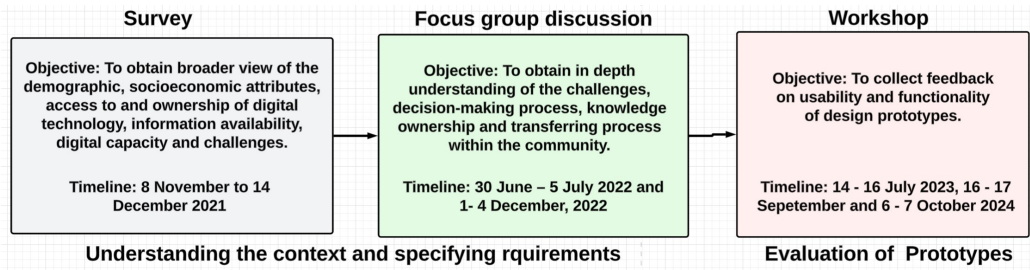 Survey
Objective: To obtain broader view of the
demographic, socioeconomic attributes,
access to and ownership of digital
technology, information availability,
digital capacity and challenges.
Timeline: 8 November to 14
December 2021
Focus group discussion
Objective: To obtain in depth
understanding of the challenges,
decision-making process, knowledge
ownership and transferring process
within the community.
Timeline: 30 June – 5 July 2022 and
1- 4 December, 2022
Workshop
Objective: To collect feedback
on usability and functionality
of design prototypes.
Timeline: 14 - 16 July 2023, 16 - 17
Sepetember and 6 - 7 October 2024
Understanding the context and specifying rquirements
Evaluation of  Prototypes